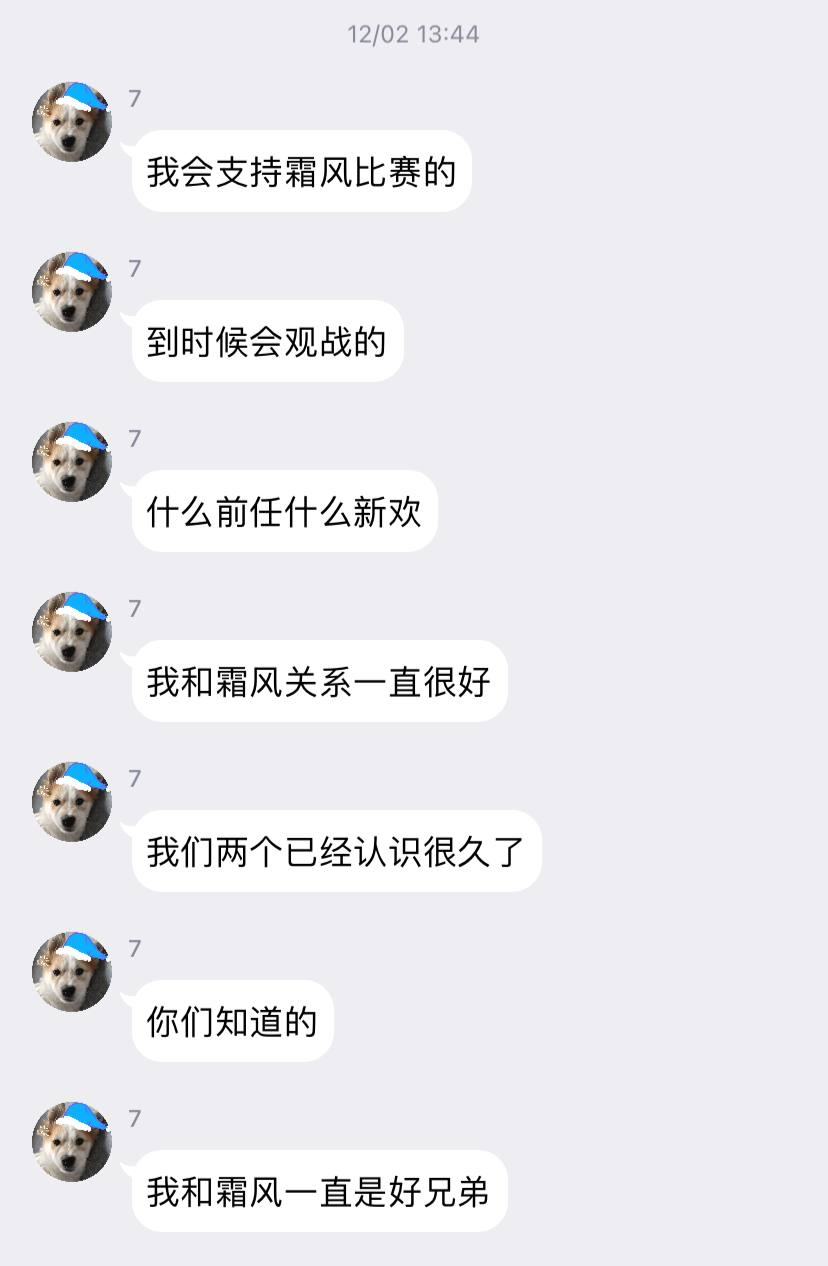 12/02 13:44
7
我会支持霜风比赛的
7
到时候会观战的
7
什么前任什么新欢
7
我和霜风关系一直很好
7
我们两个已经认识很久了
7
你们知道的
7
我和霜风一直是好兄弟